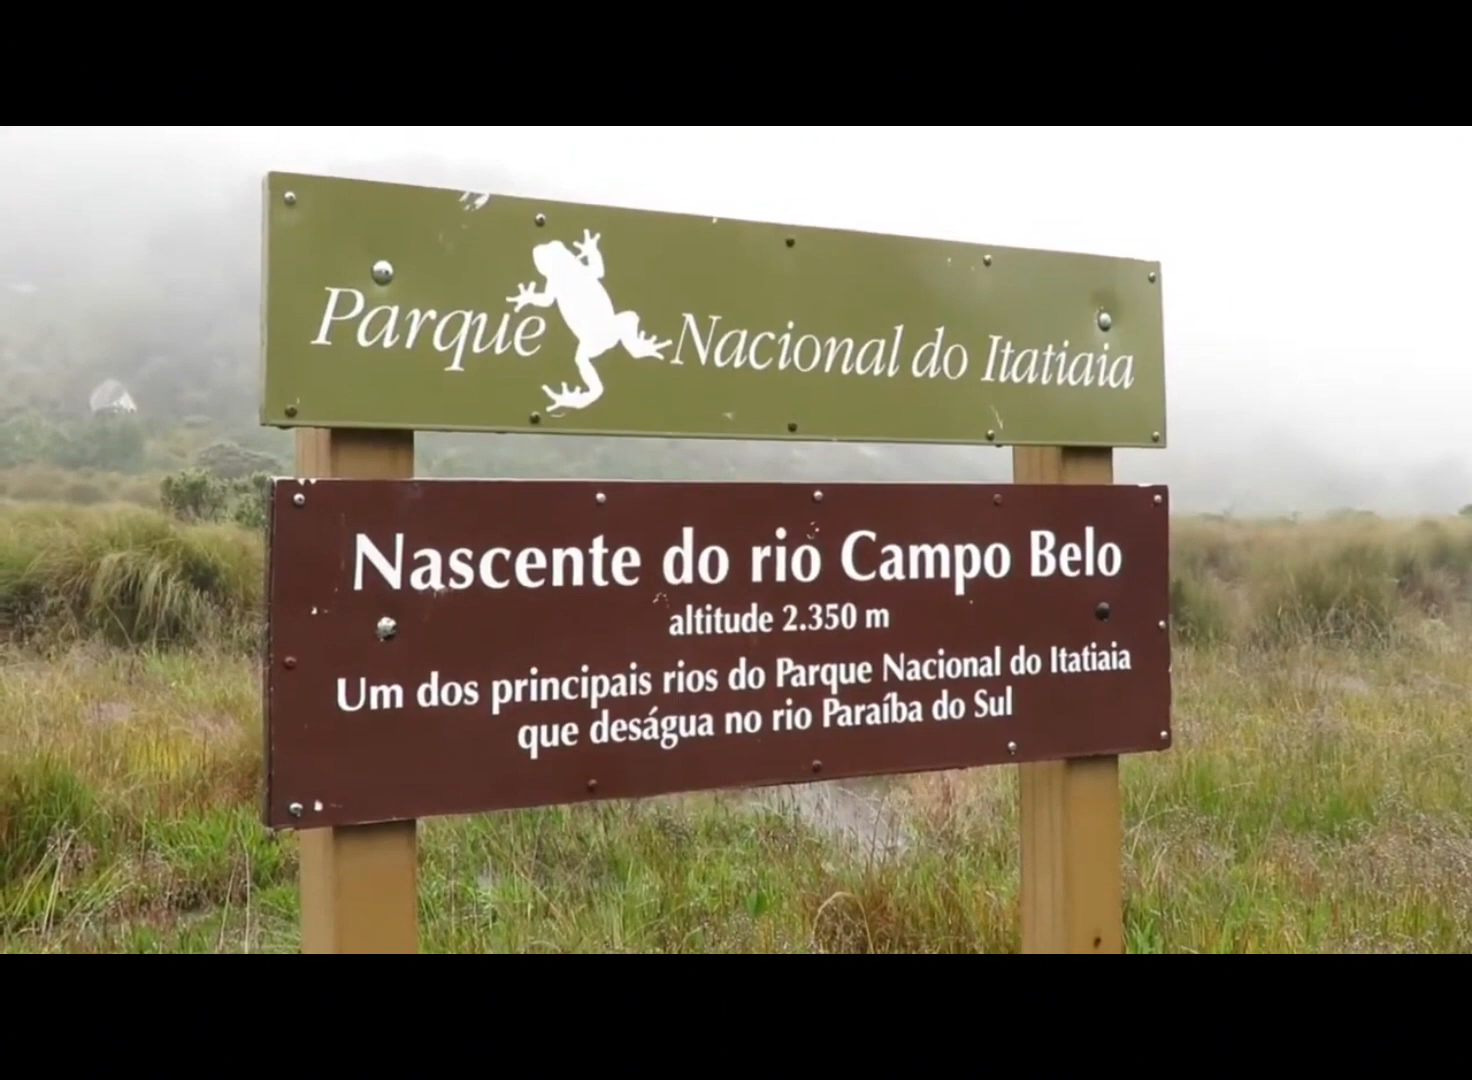 Parque Nacional do Itatiaia
Nascente do rio Campo Belo
altitude 2.350 m
Um dos principais rios do Parque Nacional do Itatiaia
que deságua no rio Paraíba do Sul